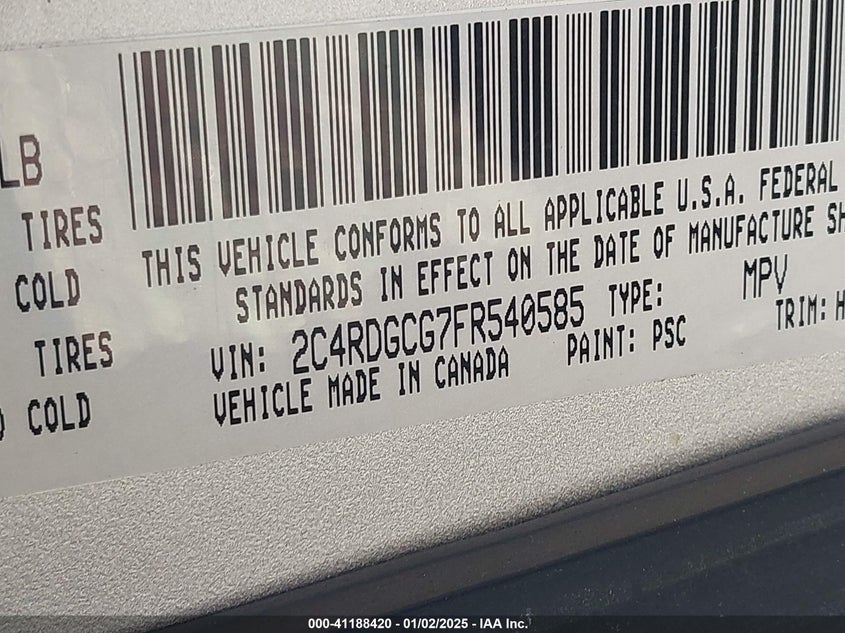 LB
TIRES
COLD
TIRES
COLD
THIS VEHICLE CONFORMS TO ALL APPLICABLE U.S.A. FEDERAL
STANDARDS IN EFFECT ON THE DATE OF MANUFACTURE SH
VIN: 2C4RDGCG7FR540585 TYPE: MPV
VEHICLE MADE IN CANADA PAINT: PSC TRIM: H
000-41188420 - 01/02/2025 - IAA Inc.